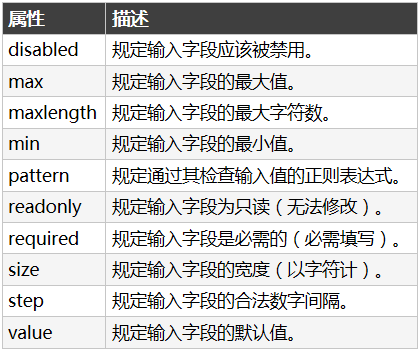 属性 描述
disabled 规定输入字段应该被禁用。
max 规定输入字段的最大值。
maxlength 规定输入字段的最大字符数。
min 规定输入字段的最小值。
pattern 规定通过其检查输入值的正则表达式。
readonly 规定输入字段为只读（无法修改）。
required 规定输入字段是必需的（必需填写）。
size 规定输入字段的宽度（以字符计）。
step 规定输入字段的合法数字间隔。
value 规定输入字段的默认值。